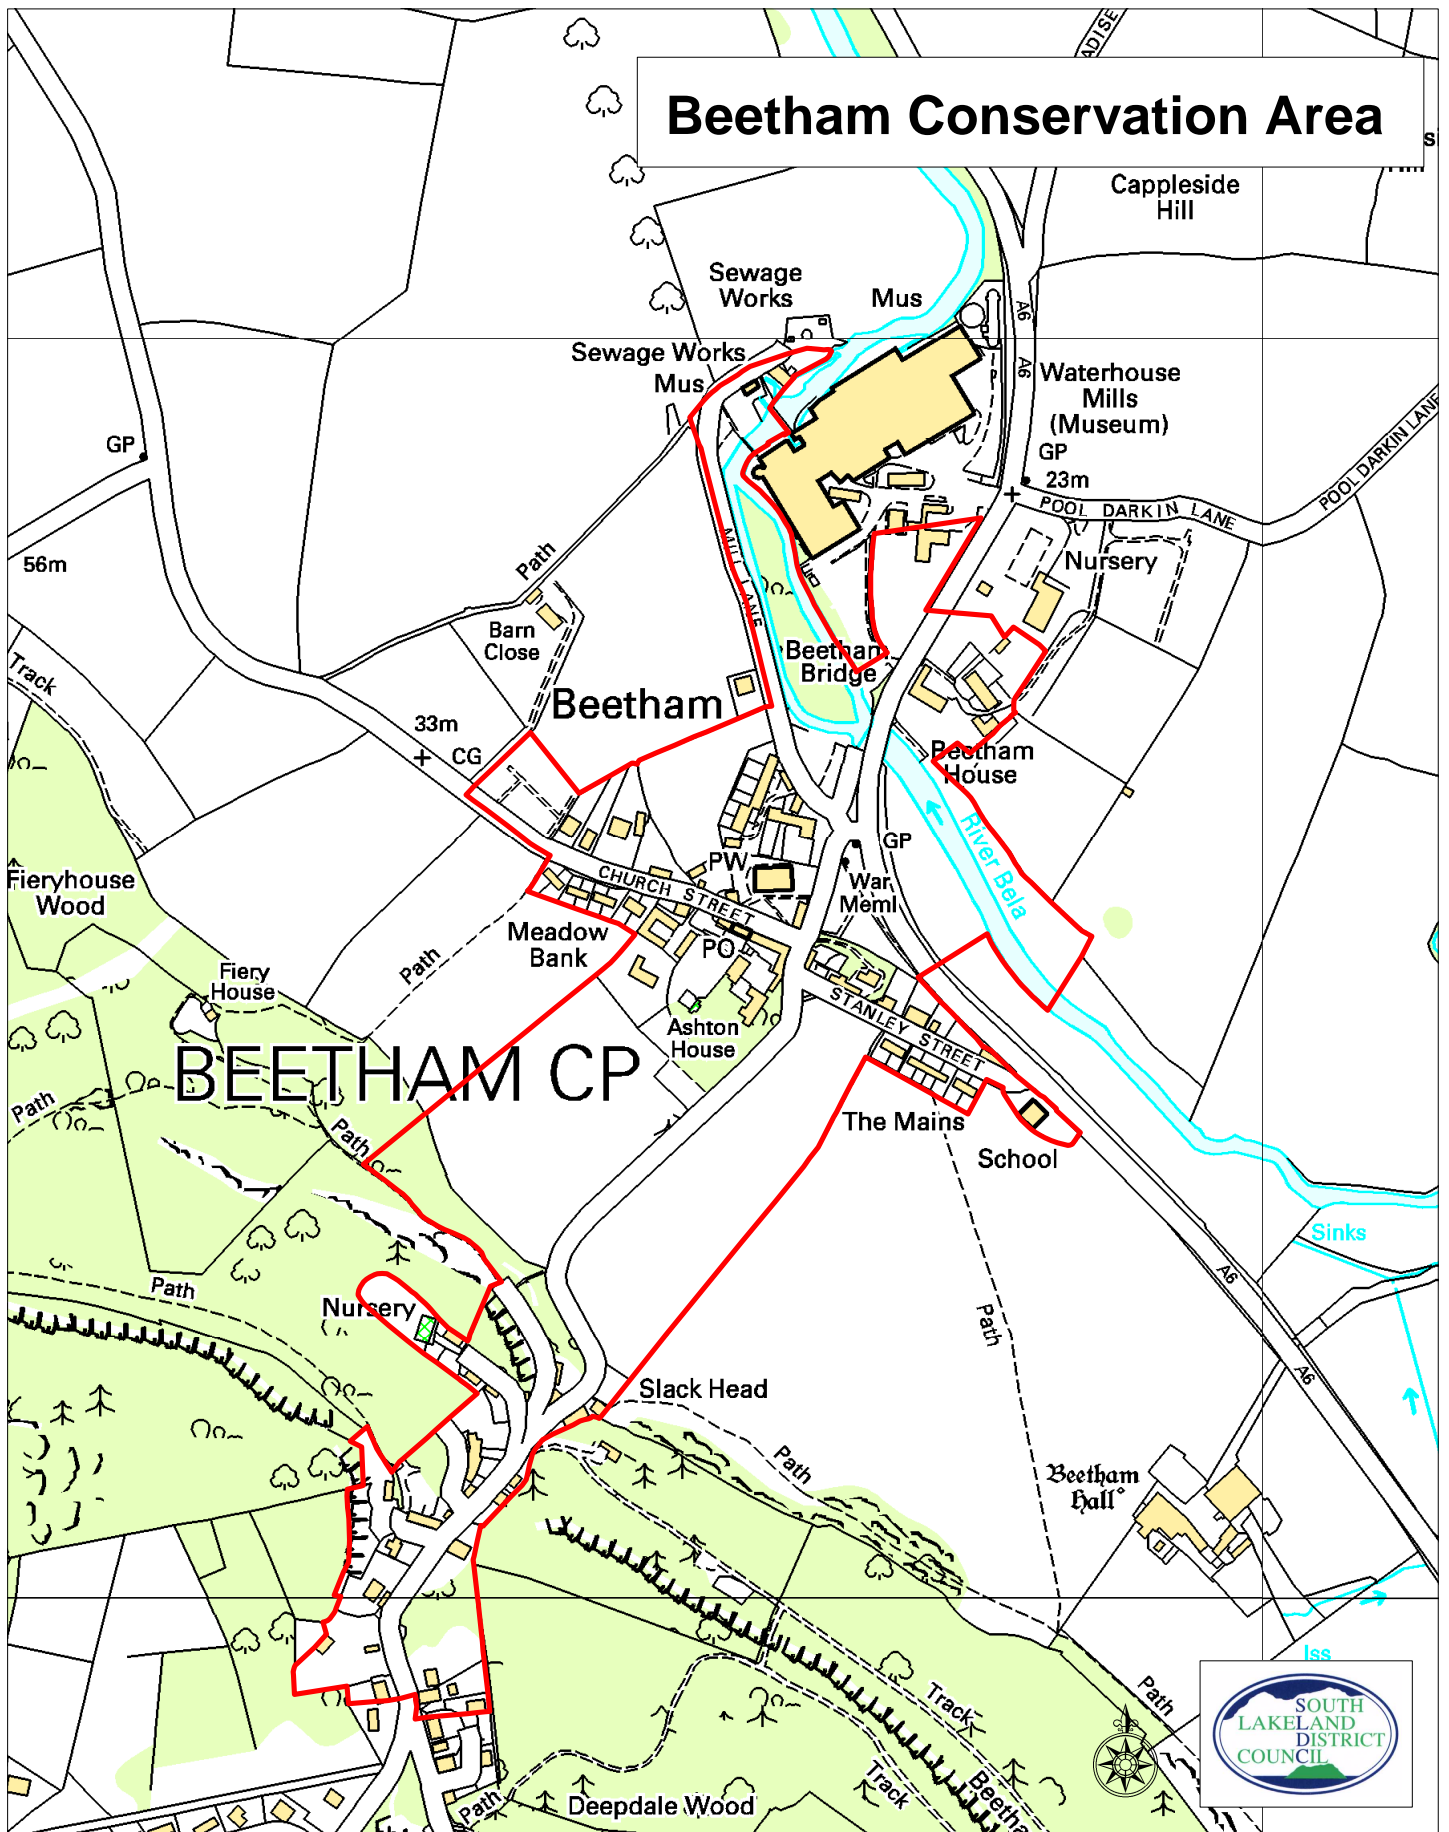 ADISE
Beetham Conservation Area
Cappleside
Hill
Sewage
Works
Mus
A6
Sewage Works
Mus
A6
Waterhouse
Mills
(Museum)
GP
GP
23m
POOL DARKIN LANE
POOL DARKIN LANE
56m
Path
MILL LANE
Nursery
Barn
Close
Track
Beetham
Bridge
Beetham
33m
CG
Beetham
House
River Bela
GP
PW
War
Meml
CHURCH STREET
Fieryhouse
Wood
Meadow
Bank
PO
Path
Fiery
House
STANLEY STREET
Ashton
House
BEETHAM CP
Path
Path
The Mains
School
Sinks
A6
Path
Nursery
Path
A6
Slack Head
Path
Beetham
Hall
Iss
Track
Path
SOUTH
LAKELAND
DISTRICT
COUNCIL
Track
Beetha
Path
Deepdale Wood